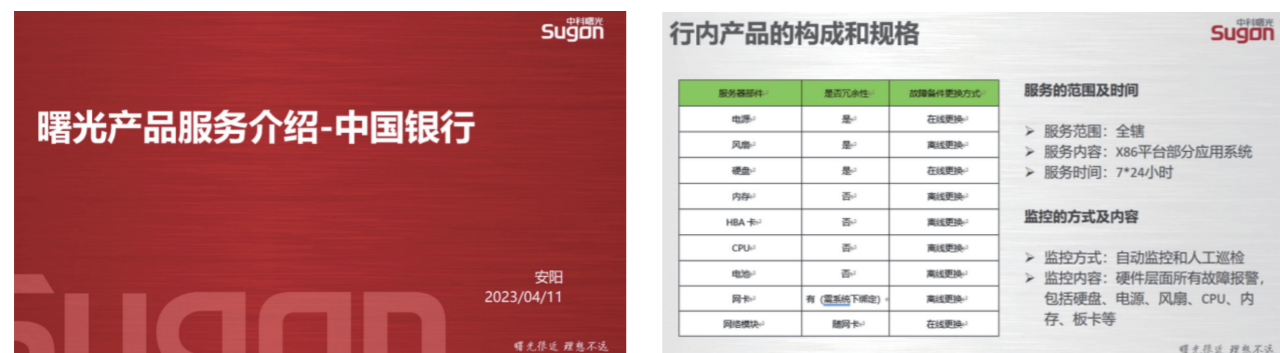 中科曙光
Sugon
曙光产品服务介绍-中国银行
安阳
2023/04/11
Sugon
曙光很近 理想不远
行内产品的构成和规格
中科曙光
Sugon
服务器部件 是否冗余性 故障备件更换方式
电源 是 在线更换
风扇 是 离线更换
硬盘 是 在线更换
内存 否 离线更换
HBA 卡 否 离线更换
CPU 否 离线更换
电池 否 离线更换
网卡 有（需系统下绑定） 离线更换
网络模块 随网卡 在线更换
服务的范围及时间
➢ 服务范围：全辖
➢ 服务内容：X86平台部分应用系统
➢ 服务时间：7*24小时
监控的方式及内容
➢ 监控方式：自动监控和人工巡检
➢ 监控内容：硬件层面所有故障报警，
包括硬盘、电源、风扇、CPU、内
存、板卡等
曙光很近 理想不远